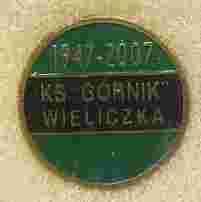 1947-2007
KS "GÓRNIK"
WIELICZKA